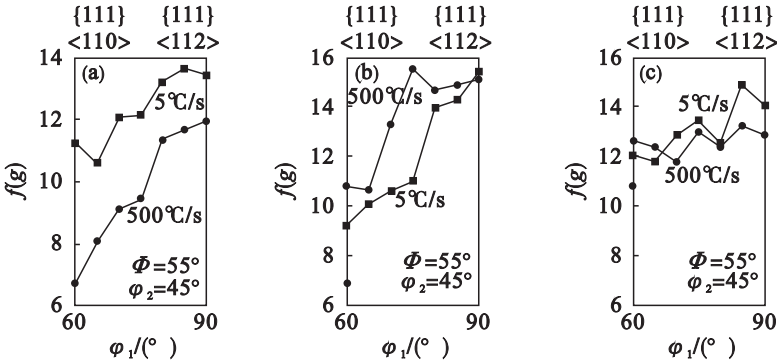 {111} {111}
<110> <112>
14
12
10
8
6
f(g)
(a)
5℃/s
500℃/s
Φ=55°
φ₂=45°
60 90
φ₁/(° )
{111} {111}
<110> <112>
16
14
12
10
8
6
f(g)
(b)
500℃/s
5℃/s
Φ=55°
φ₂=45°
60 90
φ₁/(° )
{111} {111}
<110> <112>
16
14
12
10
8
6
f(g)
(c)
5℃/s
500℃/s
Φ=55°
φ₂=45°
60 90
φ₁/(° )